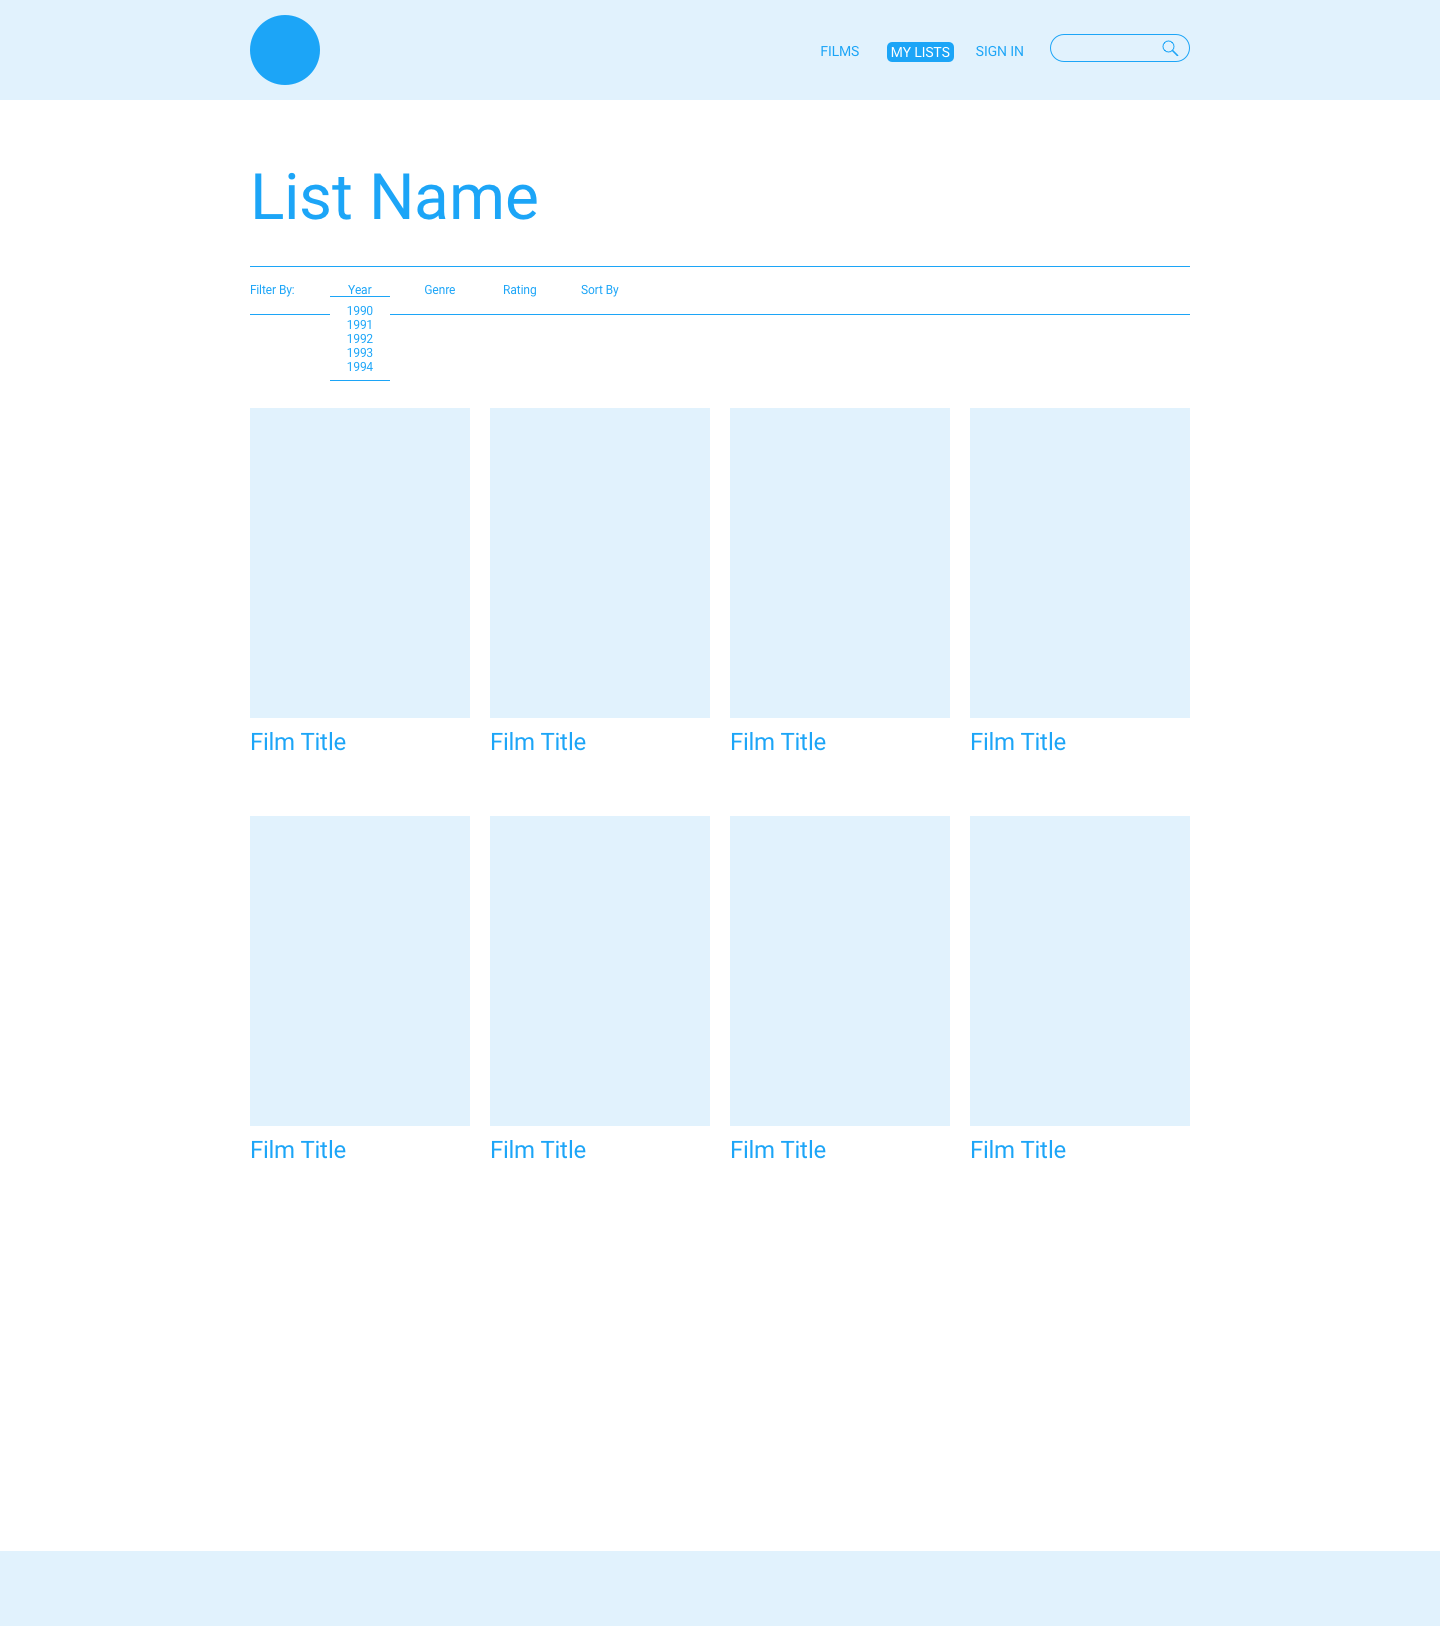 FILMS MY LISTS SIGN IN
List Name
Filter By: Year Genre Rating Sort By
1990
1991
1992
1993
1994
Film Title Film Title Film Title Film Title
Film Title Film Title Film Title Film Title